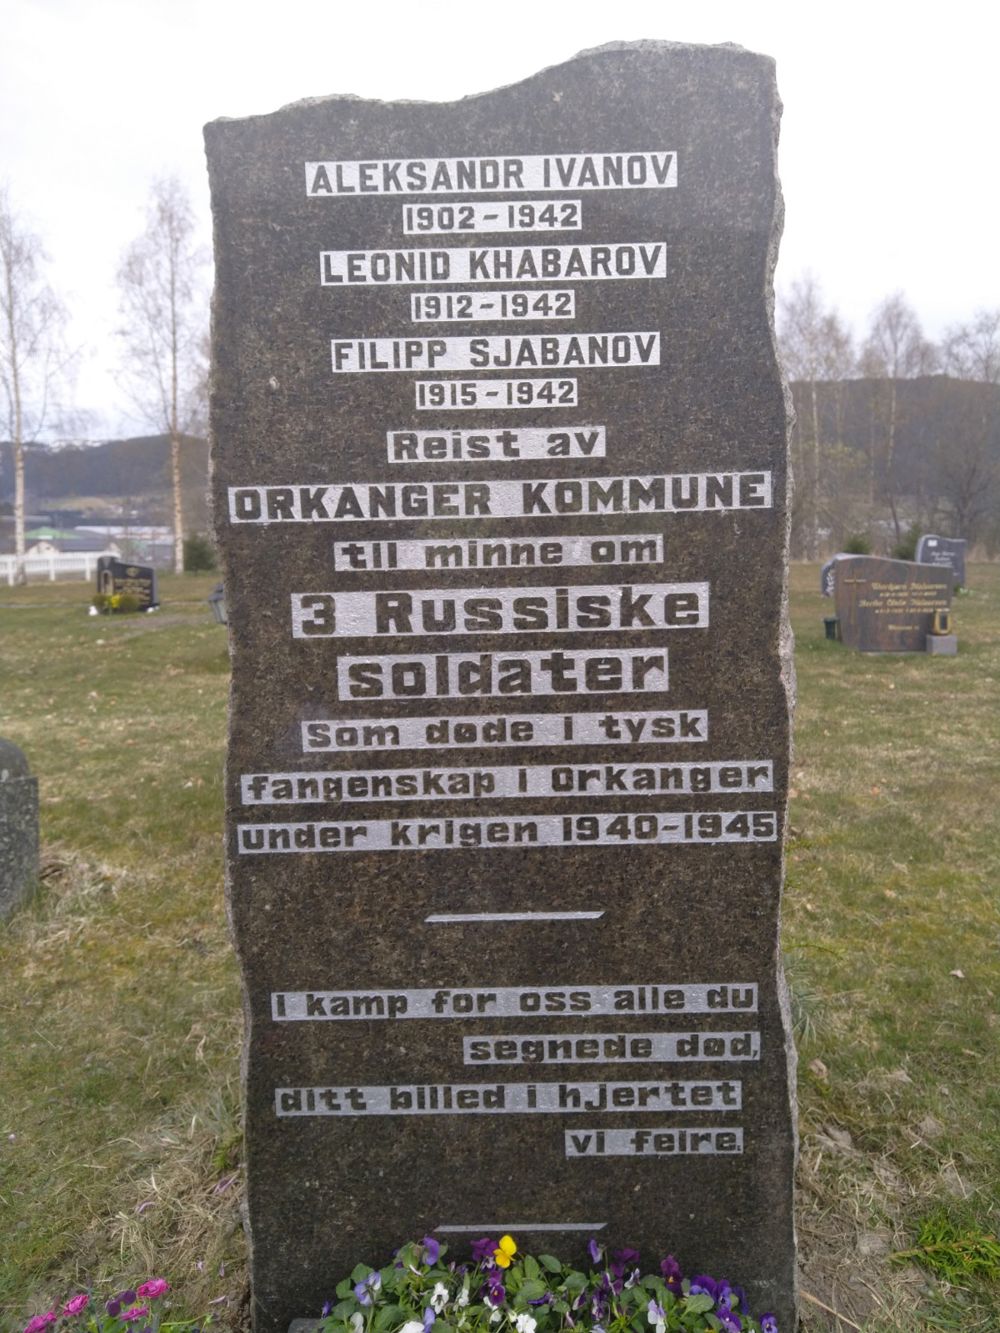 ALEKSANDR IVANOV
1902-1942
LEONID KHABAROV
1912-1942
FILIPP SJABANOV
1915-1942
Reist av
ORKANGER KOMMUNE
til minne om
3 Russiske
soldater
Som døde i tysk
fangenskap i Orkanger
under krigen 1940-1945
I kamp for oss alle du
segnede død,
ditt billed i hjertet
vi feire.